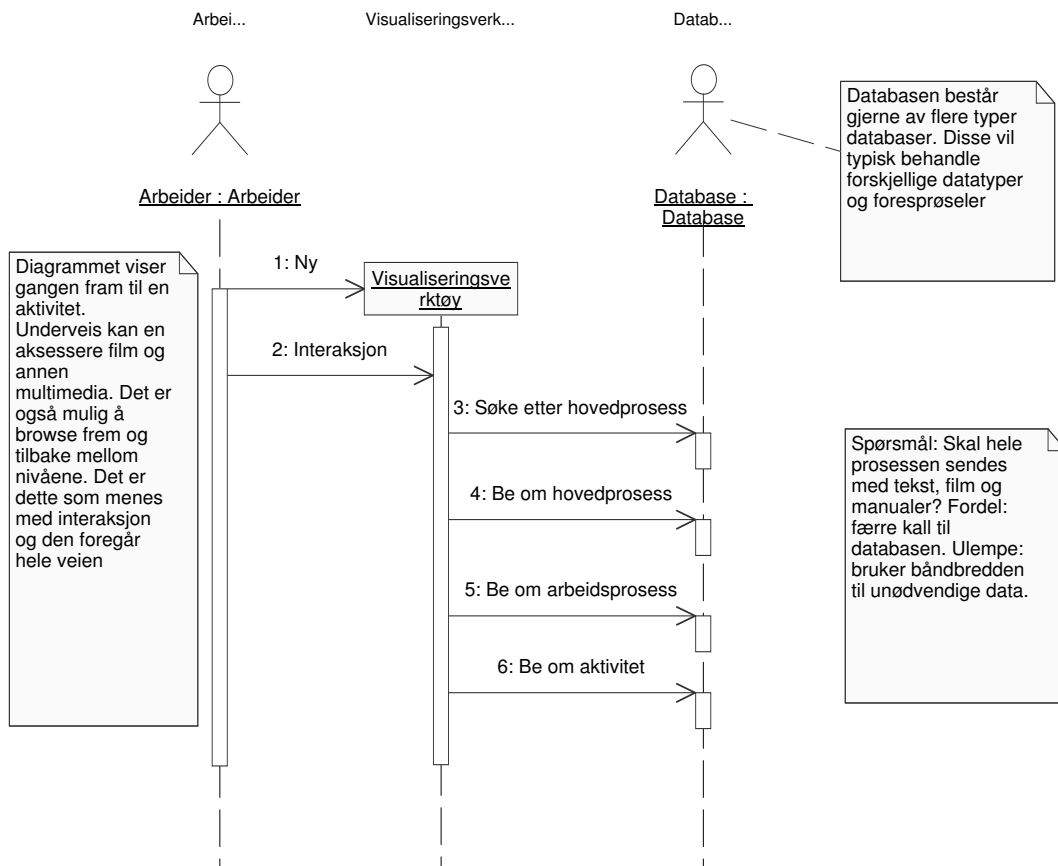 Arbei...
Visualiseringsverk...
Datab...
Arbeider : Arbeider
Database :
Database
Databasen består
gjerne av flere typer
databaser. Disse vil
typisk behandle
forskjellige datatyper
og foresprøseler
Diagrammet viser
gangen fram til en
aktivitet.
Underveis kan en
aksessere film og
annen
multimedia. Det er
også mulig å
browse frem og
tilbake mellom
nivåene. Det er
dette som menes
med interaksjon
og den foregår
hele veien
1: Ny
Visualiseringsve
rktøy
2: Interaksjon
3: Søke etter hovedprosess
4: Be om hovedprosess
5: Be om arbeidsprosess
6: Be om aktivitet
Spørsmål: Skal hele
prosessen sendes
med tekst, film og
manualer? Fordel:
færre kall til
databasen. Ulempe:
bruker båndbredden
til unødvendige data.